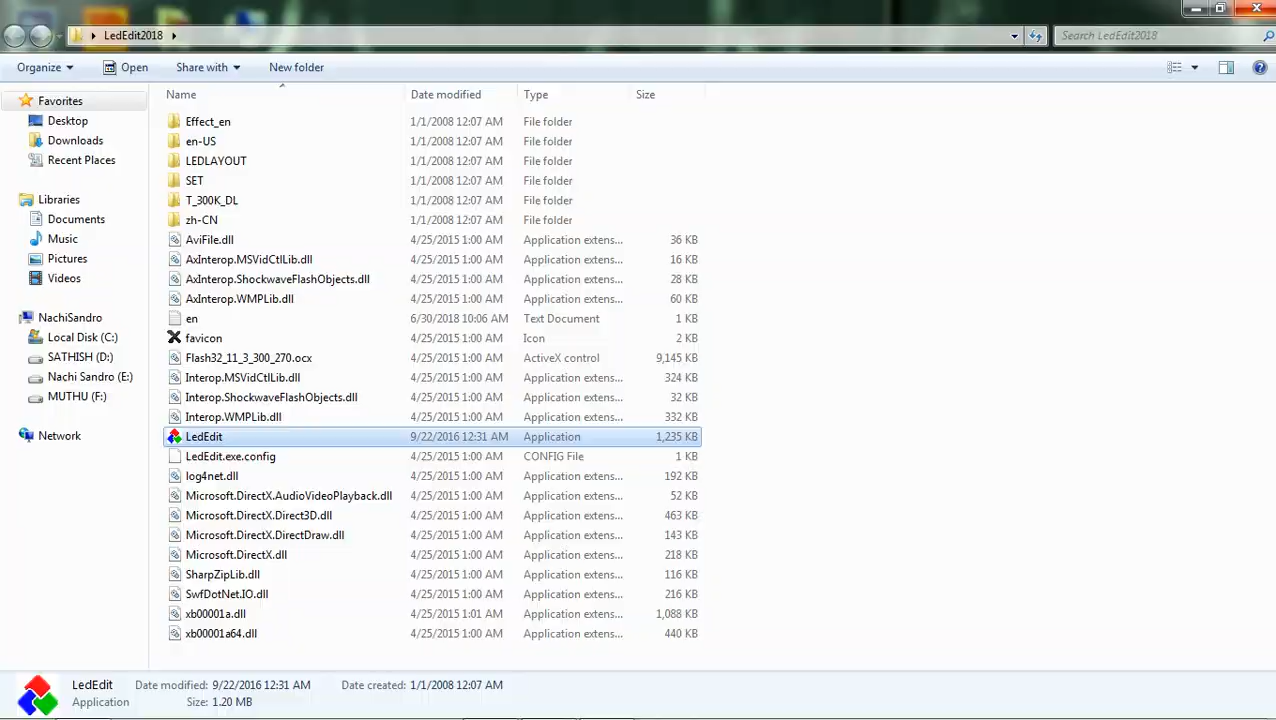 LedEdit2018
Search LedEdit2018
Organize Open Share with New folder
Name Date modified Type Size
Favorites
Desktop
Downloads
Recent Places
Libraries
Documents
Music
Pictures
Videos
NachiSandro
Local Disk (C:)
SATHISH (D:)
Nachi Sandro (E:)
MUTHU (F:)
Network
Effect_en 1/1/2008 12:07 AM File folder
en-US 1/1/2008 12:07 AM File folder
LEDLAYOUT 1/1/2008 12:07 AM File folder
SET 1/1/2008 12:07 AM File folder
T_300K_DL 1/1/2008 12:07 AM File folder
zh-CN 1/1/2008 12:07 AM File folder
AviFile.dll 4/25/2015 1:00 AM Application extens... 36 KB
AxInterop.MSVidCtlLib.dll 4/25/2015 1:00 AM Application extens... 16 KB
AxInterop.ShockwaveFlashObjects.dll 4/25/2015 1:00 AM Application extens... 28 KB
AxInterop.WMPLib.dll 4/25/2015 1:00 AM Application extens... 60 KB
en 6/30/2018 10:06 AM Text Document 1 KB
favicon 4/25/2015 1:00 AM Icon 2 KB
Flash32_11_3_300_270.ocx 4/25/2015 1:00 AM ActiveX control 9,145 KB
Interop.MSVidCtlLib.dll 4/25/2015 1:00 AM Application extens... 324 KB
Interop.ShockwaveFlashObjects.dll 4/25/2015 1:00 AM Application extens... 32 KB
Interop.WMPLib.dll 4/25/2015 1:00 AM Application extens... 332 KB
LedEdit 9/22/2016 12:31 AM Application 1,235 KB
LedEdit.exe.config 4/25/2015 1:00 AM CONFIG File 1 KB
log4net.dll 4/25/2015 1:00 AM Application extens... 192 KB
Microsoft.DirectX.AudioVideoPlayback.dll 4/25/2015 1:00 AM Application extens... 52 KB
Microsoft.DirectX.Direct3D.dll 4/25/2015 1:00 AM Application extens... 463 KB
Microsoft.DirectX.DirectDraw.dll 4/25/2015 1:00 AM Application extens... 143 KB
Microsoft.DirectX.dll 4/25/2015 1:00 AM Application extens... 218 KB
SharpZipLib.dll 4/25/2015 1:00 AM Application extens... 116 KB
SwfDotNet.IO.dll 4/25/2015 1:00 AM Application extens... 216 KB
xb00001a.dll 4/25/2015 1:01 AM Application extens... 1,088 KB
xb00001a64.dll 4/25/2015 1:00 AM Application extens... 440 KB
LedEdit Date modified: 9/22/2016 12:31 AM Date created: 1/1/2008 12:07 AM
Application Size: 1.20 MB